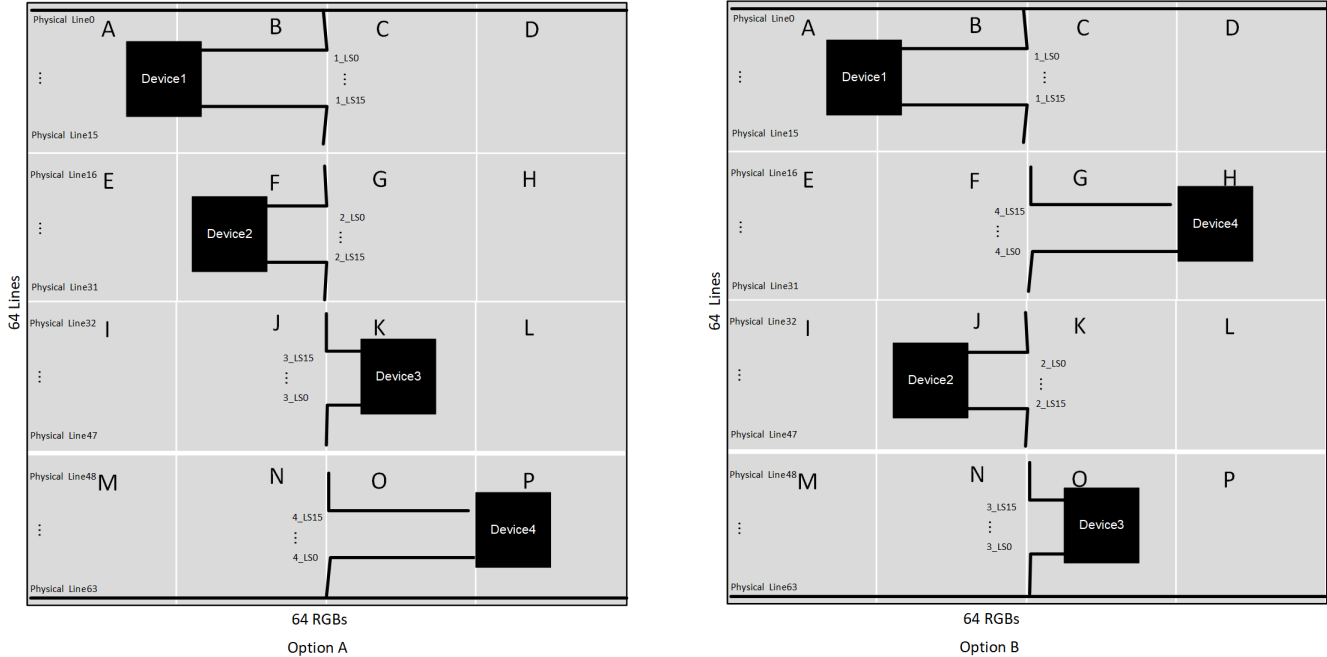 Physical Line0
A
B
C
D
Device1
1_LS0
⋮
⋮
1_LS15
Physical Line15
Physical Line16
E
F
G
H
Device2
2_LS0
⋮
⋮
2_LS15
Physical Line31
Physical Line32
I
J
K
L
3_LS15
Device3
⋮
⋮
3_LS0
Physical Line47
Physical Line48
M
N
O
P
4_LS15
Device4
⋮
⋮
4_LS0
Physical Line63
64 Lines
64 RGBs
Option A
Physical Line0
A
B
C
D
Device1
1_LS0
⋮
⋮
1_LS15
Physical Line15
Physical Line16
E
F
G
H
4_LS15
Device4
⋮
⋮
4_LS0
Physical Line31
Physical Line32
I
J
K
L
Device2
2_LS0
⋮
⋮
2_LS15
Physical Line47
Physical Line48
M
N
O
P
3_LS15
Device3
⋮
⋮
3_LS0
Physical Line63
64 Lines
64 RGBs
Option B